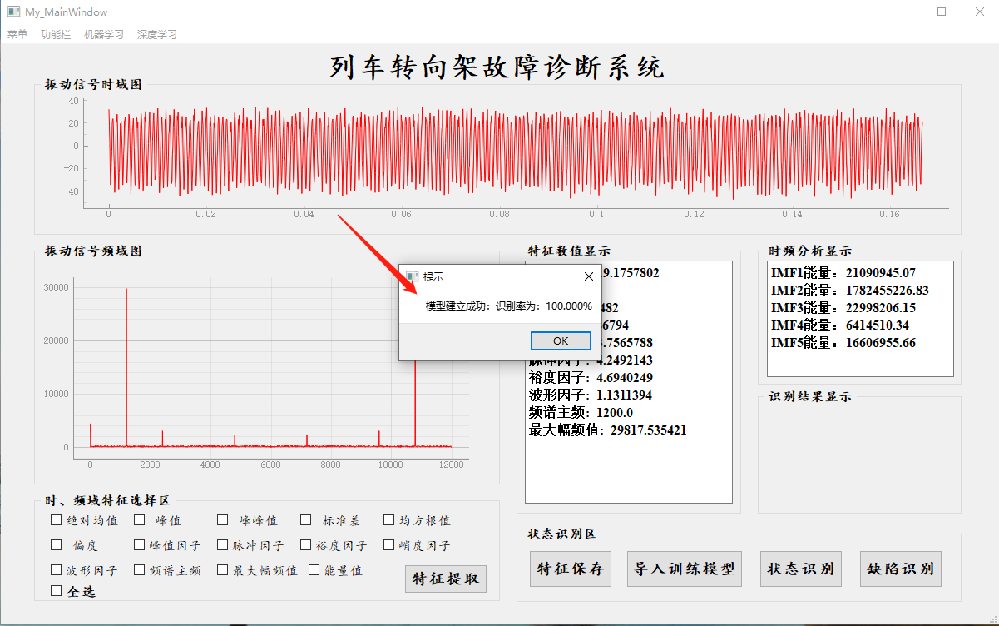 My_MainWindow
菜单 功能栏 机器学习 深度学习
列车转向架故障诊断系统
振动信号时域图
40
20
0
−20
−40
0 0.02 0.04 0.06 0.08 0.1 0.12 0.14 0.16
振动信号频域图
30000
20000
10000
0
0 2000 4000 6000 8000 10000 12000
提示
模型建立成功：识别率为：100.000%
OK
特征数值显示
9.1757802
482
6794
.7565788
脉冲因子：4.2492143
裕度因子：4.6940249
波形因子：1.1311394
频谱主频：1200.0
最大幅频值：29817.535421
时频分析显示
IMF1能量：21090945.07
IMF2能量：1782455226.83
IMF3能量：22998206.15
IMF4能量：6414510.34
IMF5能量：16606955.66
识别结果显示
时、频域特征选择区
绝对均值 峰值 峰峰值 标准差 均方根值
偏度 峰值因子 脉冲因子 裕度因子 峭度因子
波形因子 频谱主频 最大幅频值 能量值
全选
特征提取
状态识别区
特征保存 导入训练模型 状态识别 缺陷识别